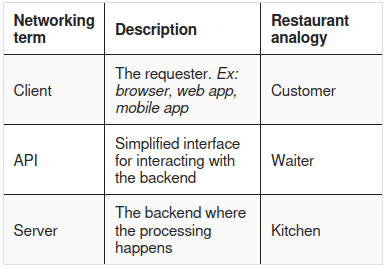 Networking term
Description
Restaurant analogy
Client
The requester. Ex:
browser, web app,
mobile app
Customer
API
Simplified interface
for interacting with
the backend
Waiter
Server
The backend where
the processing
happens
Kitchen